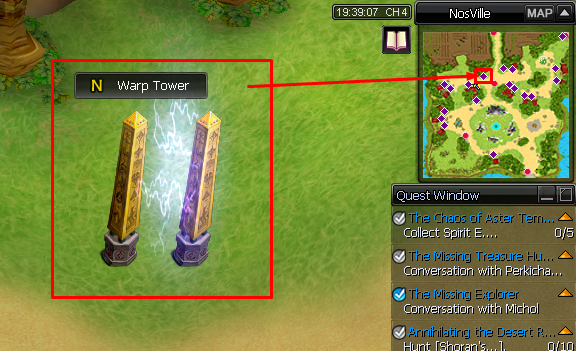 19:39:07 CH4
NosVille
MAP
N Warp Tower
Quest Window
The Chaos of Aster Tem...
Collect Spirit E.... 0/5
The Missing Treasure Hu...
Conversation with Perkicha...
The Missing Explorer
Conversation with Michol
Annihilating the Desert R...
Hunt [Shoran's...]. 0/10